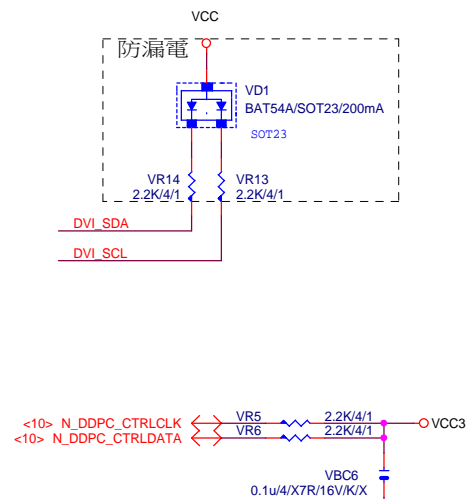 VCC
防漏電
VD1
BAT54A/SOT23/200mA
SOT23
VR14
VR13
2.2K/4/1
2.2K/4/1
DVI_SDA
DVI_SCL
<10> N_DDPC_CTRLCLK VR5 2.2K/4/1 VCC3
<10> N_DDPC_CTRLDATA VR6 2.2K/4/1
VBC6
0.1u/4/X7R/16V/K/X